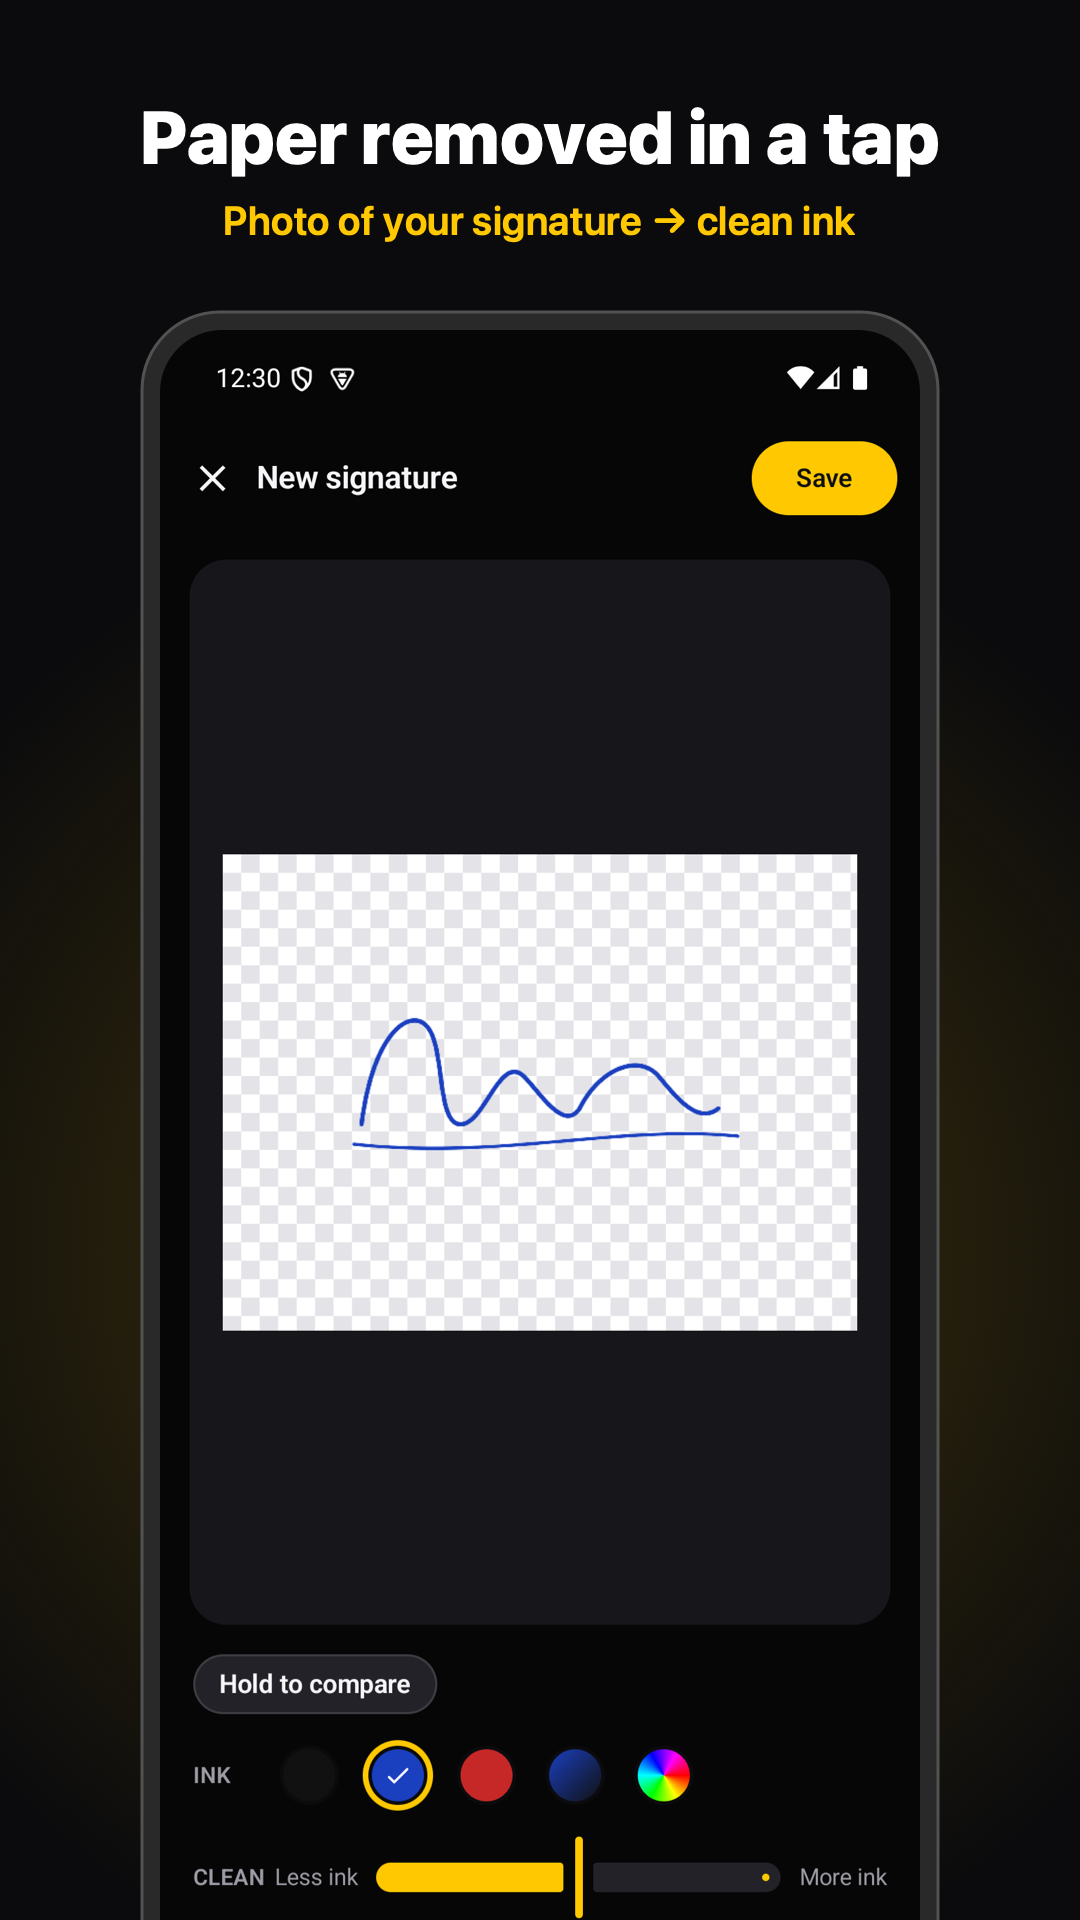 Paper removed in a tap
Photo of your signature → clean ink
12:30
New signature
Save
Hold to compare
INK
CLEAN Less ink More ink